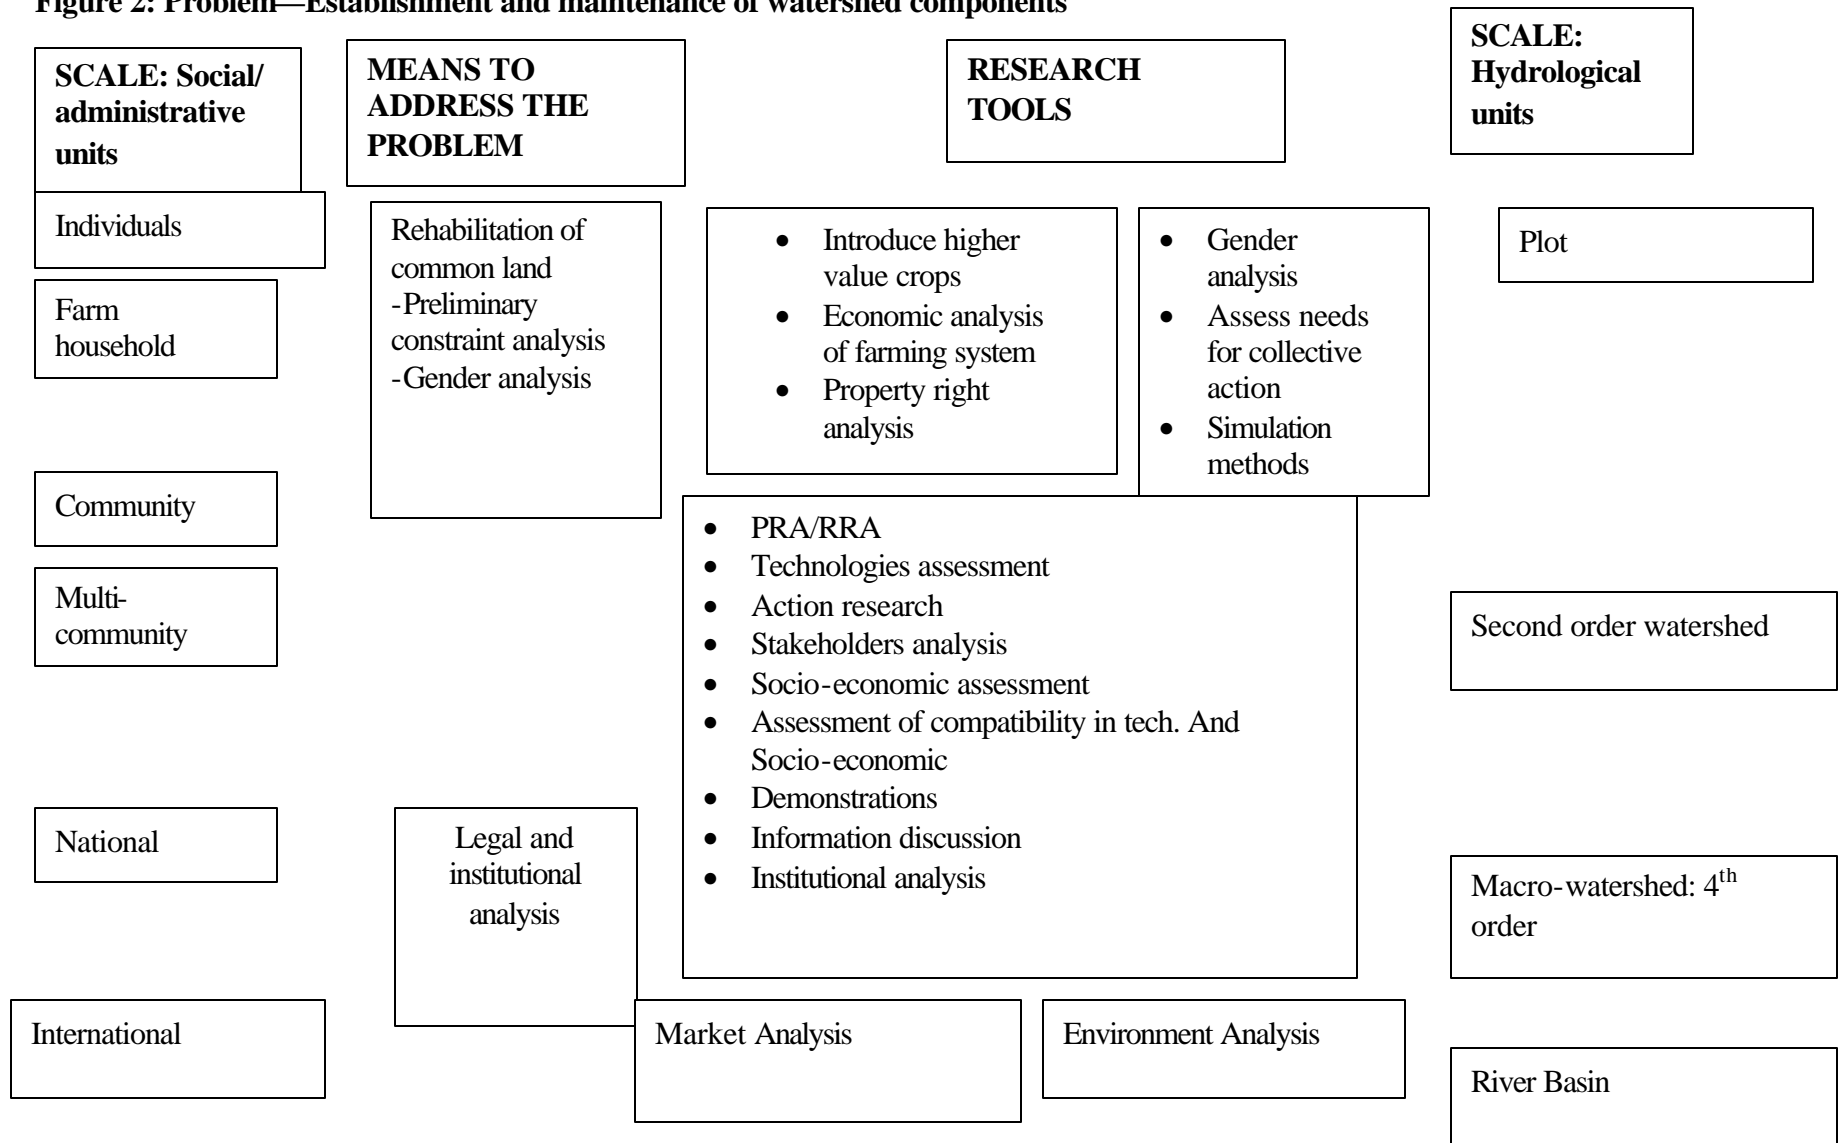 Figure 2: Problem—Establishment and maintenance of watershed components
SCALE: Social/
administrative
units
MEANS TO
ADDRESS THE
PROBLEM
RESEARCH
TOOLS
SCALE:
Hydrological
units
Individuals
Farm
household
Community
Multi-
community
National
International
Rehabilitation of
common land
-Preliminary
constraint analysis
-Gender analysis
Legal and
institutional
analysis
• Introduce higher
value crops
• Economic analysis
of farming system
• Property right
analysis
• Gender
analysis
• Assess needs
for collective
action
• Simulation
methods
• PRA/RRA
• Technologies assessment
• Action research
• Stakeholders analysis
• Socio-economic assessment
• Assessment of compatibility in tech. And
Socio-economic
• Demonstrations
• Information discussion
• Institutional analysis
Market Analysis
Environment Analysis
Plot
Second order watershed
Macro-watershed: 4th
order
River Basin